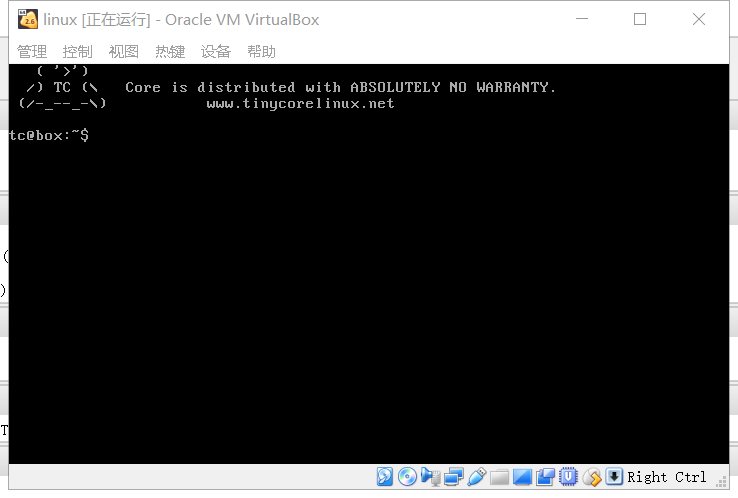 linux [正在运行] - Oracle VM VirtualBox
管理 控制 视图 热键 设备 帮助
( '>')
/) TC (\ Core is distributed with ABSOLUTELY NO WARRANTY.
(/-_--_-\) www.tinycorelinux.net
tc@box:~$
Right Ctrl